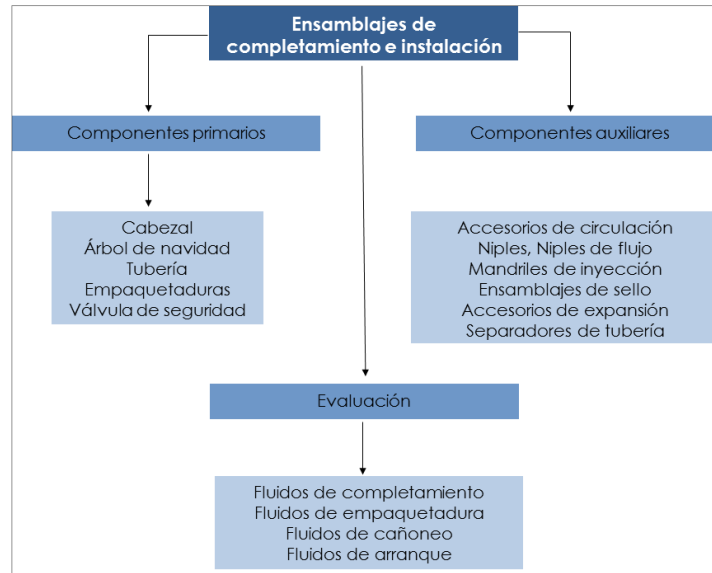 Ensamblajes de
completamiento e instalación
Componentes primarios
Componentes auxiliares
Cabezal
Árbol de navidad
Tubería
Empaquetaduras
Válvula de seguridad
Accesorios de circulación
Niples, Niples de flujo
Mandriles de inyección
Ensamblajes de sello
Accesorios de expansión
Separadores de tubería
Evaluación
Fluidos de completamiento
Fluidos de empaquetadura
Fluidos de cañoneo
Fluidos de arranque